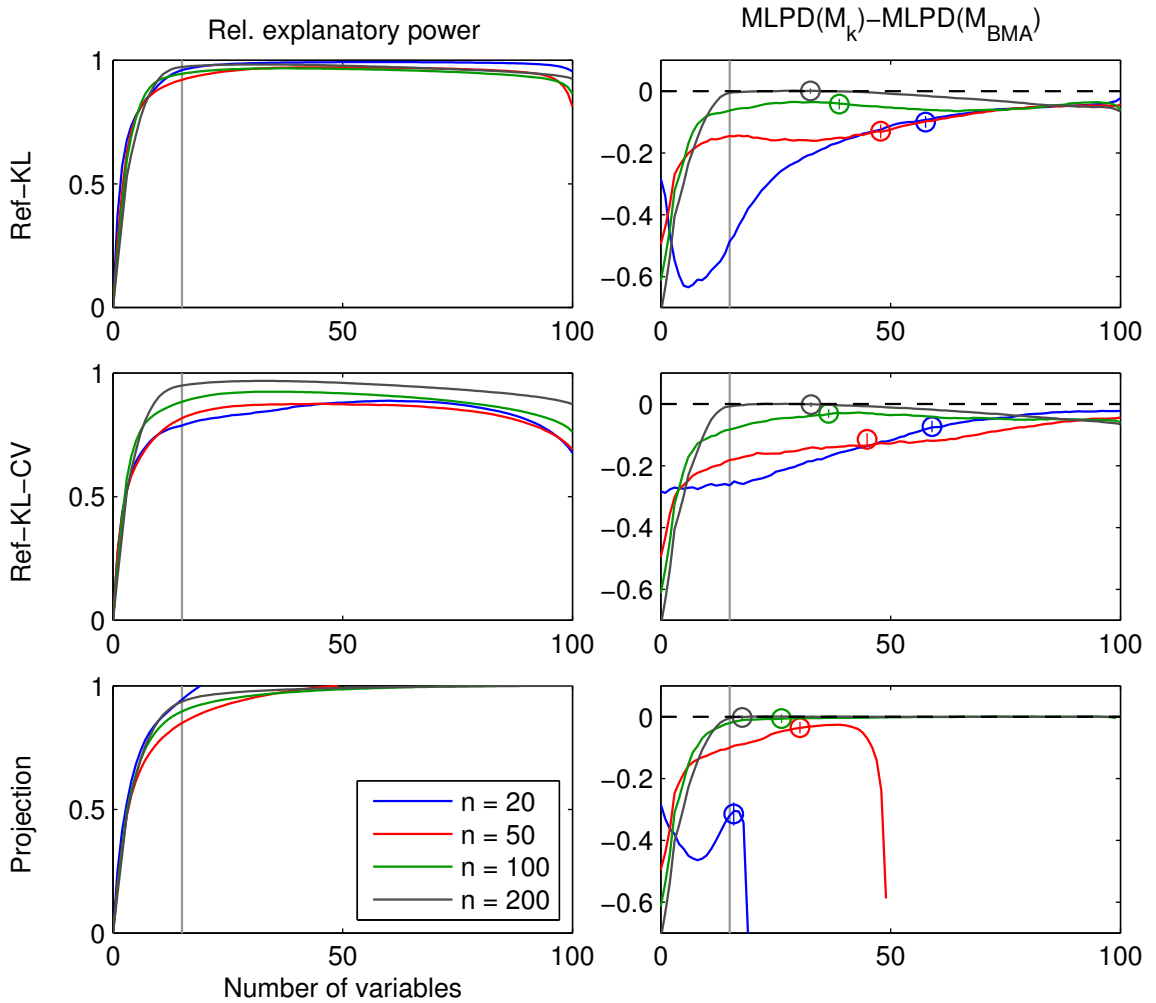 Rel. explanatory power
MLPD(M_k)−MLPD(M_BMA)
Ref−KL
1
0.5
0
0 50 100
0
−0.2
−0.4
−0.6
0 50 100
Ref−KL−CV
1
0.5
0
0 50 100
0
−0.2
−0.4
−0.6
0 50 100
Projection
1
0.5
0
0 50 100
n = 20
n = 50
n = 100
n = 200
Number of variables
0
−0.2
−0.4
−0.6
0 50 100